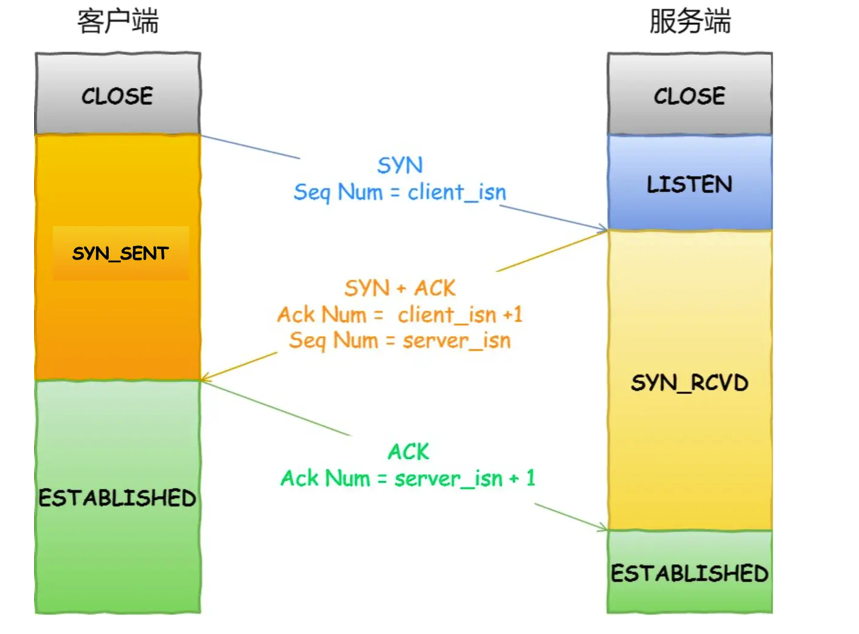 客户端
服务端
CLOSE
CLOSE
SYN
Seq Num = client_isn
LISTEN
SYN_SENT
SYN + ACK
Ack Num = client_isn +1
Seq Num = server_isn
SYN_RCVD
ACK
Ack Num = server_isn + 1
ESTABLISHED
ESTABLISHED